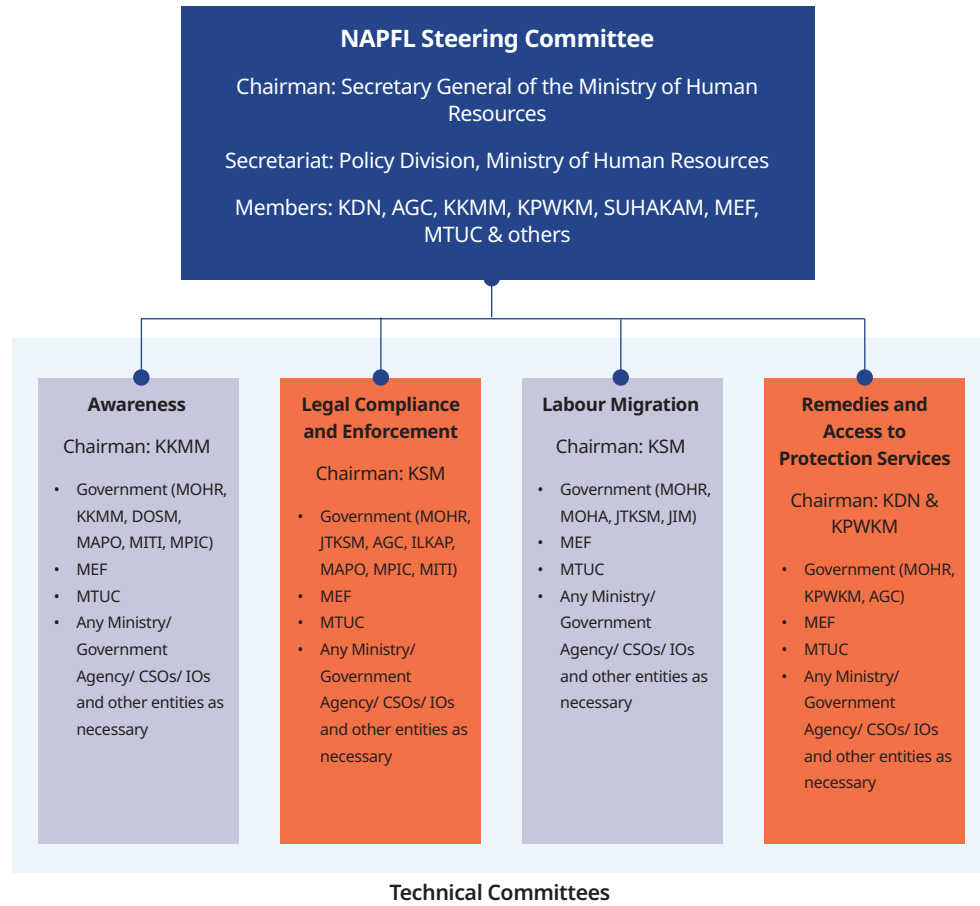 NAPFL Steering Committee
Chairman: Secretary General of the Ministry of Human
Resources
Secretariat: Policy Division, Ministry of Human Resources
Members: KDN, AGC, KKMM, KPWKM, SUHAKAM, MEF,
MTUC & others
Awareness
Chairman: KKMM
• Government (MOHR,
KKMM, DOSM,
MAPO, MITI, MPIC)
• MEF
• MTUC
• Any Ministry/
Government
Agency/ CSOs/ IOs
and other entities as
necessary
Legal Compliance
and Enforcement
Chairman: KSM
• Government (MOHR,
JTKSM, AGC, ILKAP,
MAPO, MPIC, MITI)
• MEF
• MTUC
• Any Ministry/
Government
Agency/ CSOs/ IOs
and other entities as
necessary
Labour Migration
Chairman: KSM
• Government (MOHR,
MOHA, JTKSM, JIM)
• MEF
• MTUC
• Any Ministry/
Government
Agency/ CSOs/ IOs
and other entities as
necessary
Remedies and
Access to
Protection Services
Chairman: KDN &
KPWKM
• Government (MOHR,
KPWKM, AGC)
• MEF
• MTUC
• Any Ministry/
Government
Agency/ CSOs/ IOs
and other entities as
necessary
Technical Committees